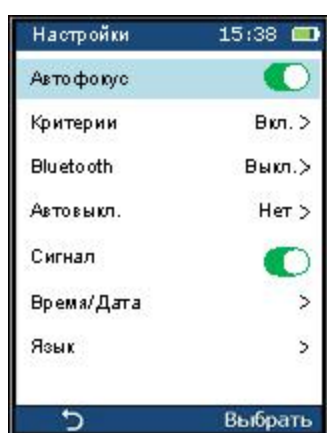 Настройки 15:38
Автофокус
Критерии Вкл. >
Bluetooth Выкл.>
Автовыкл. Нет >
Сигнал
Время/Дата >
Язык >
Выбрать